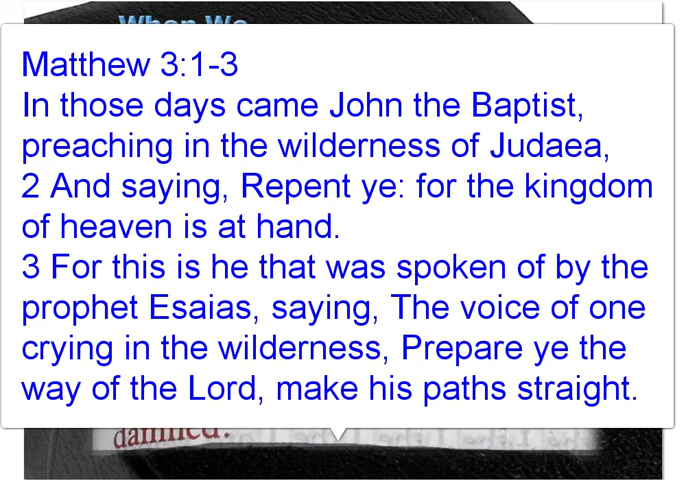 When We
Matthew 3:1-3
In those days came John the Baptist,
preaching in the wilderness of Judaea,
2 And saying, Repent ye: for the kingdom
of heaven is at hand.
3 For this is he that was spoken of by the
prophet Esaias, saying, The voice of one
crying in the wilderness, Prepare ye the
way of the Lord, make his paths straight.
damned.